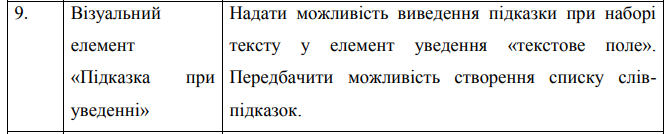 9.
Візуальний
елемент
«Підказка при
уведенні»
Надати можливість виведення підказки при наборі
тексту у елемент уведення «текстове поле».
Передбачити можливість створення списку слів-
підказок.